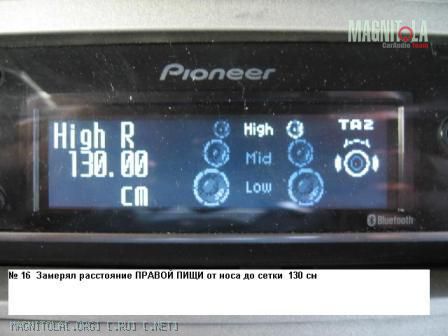 MAGNITOLA
CarAudio Team
Pioneer
High R
130.00
cm
High
Mid
Low
TA2
Bluetooth
№ 16 Замерял расстояние ПРАВОЙ ПИЩИ от носа до сетки 130 см
MAGNITOLA(.ORG| (.RU| (.NET|